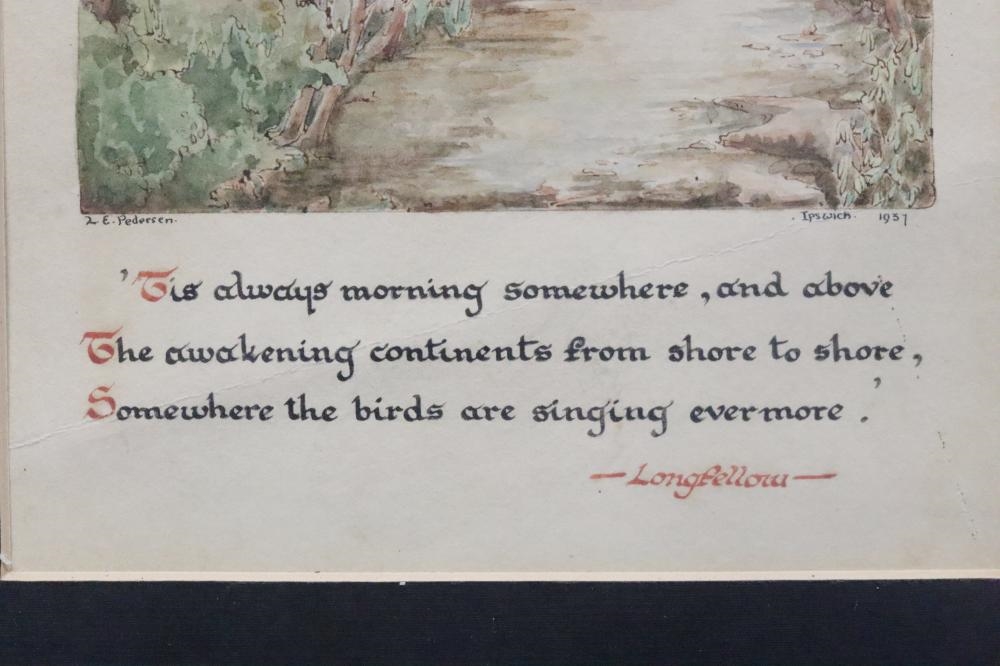 L E. Pedersen. . Ipswich. 1937
'Tis always morning somewhere, and above
The awakening continents from shore to shore,
Somewhere the birds are singing evermore.'
— Longfellow —